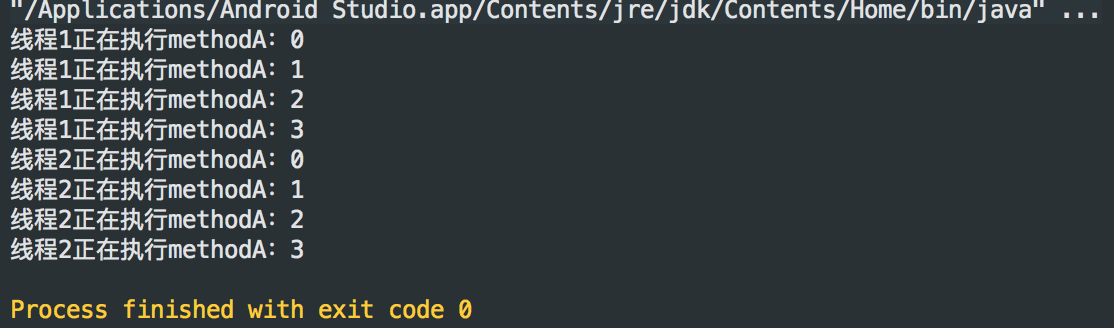 "/Applications/Android Studio.app/Contents/jre/jdk/Contents/Home/bin/java" ...
线程1正在执行methodA：0
线程1正在执行methodA：1
线程1正在执行methodA：2
线程1正在执行methodA：3
线程2正在执行methodA：0
线程2正在执行methodA：1
线程2正在执行methodA：2
线程2正在执行methodA：3
Process finished with exit code 0